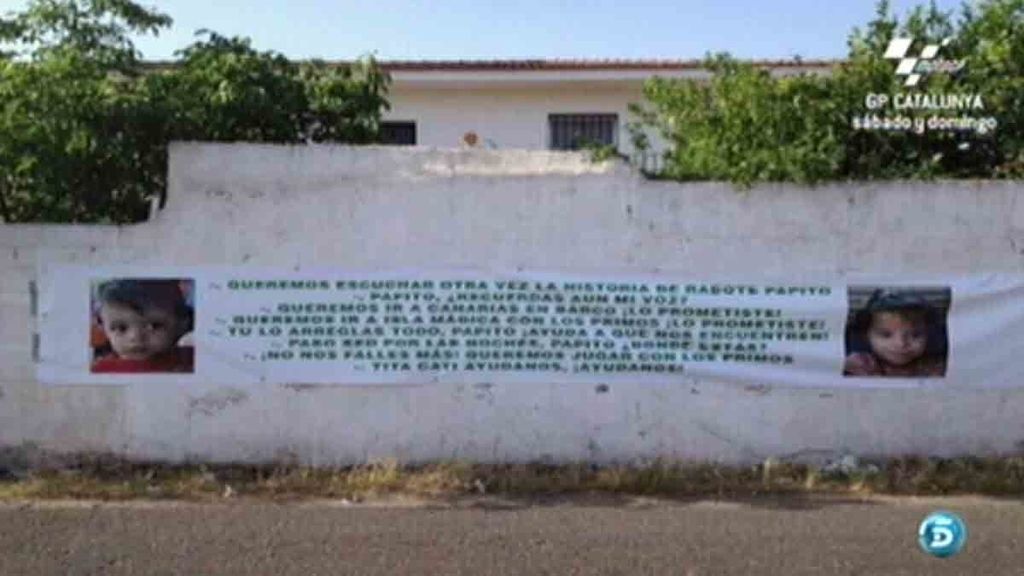 GP CATALUNYA
sábado y domingo
~ QUEREMOS ESCUCHAR OTRA VEZ LA HISTORIA DE RABOTE PAPITO
~ PAPITO, ¿RECUERDAS AUN MI VOZ?
~ QUEREMOS IR A CANARIAS EN BARCO ¡LO PROMETISTE!
~ QUEREMOS IR A ISLA MÁGICA CON LOS PRIMOS ¡LO PROMETISTE!
~ TU LO ARREGLAS TODO, PAPITO ¡AYUDA A QUE NOS ENCUENTREN!
~ PASO SED POR LAS NOCHES, PAPITO ¿DONDE ESTAS?
~ ¡NO NOS FALLES MÁS! QUEREMOS JUGAR CON LOS PRIMOS
~ TITA CATI AYUDANOS, ¡AYUDANOS!